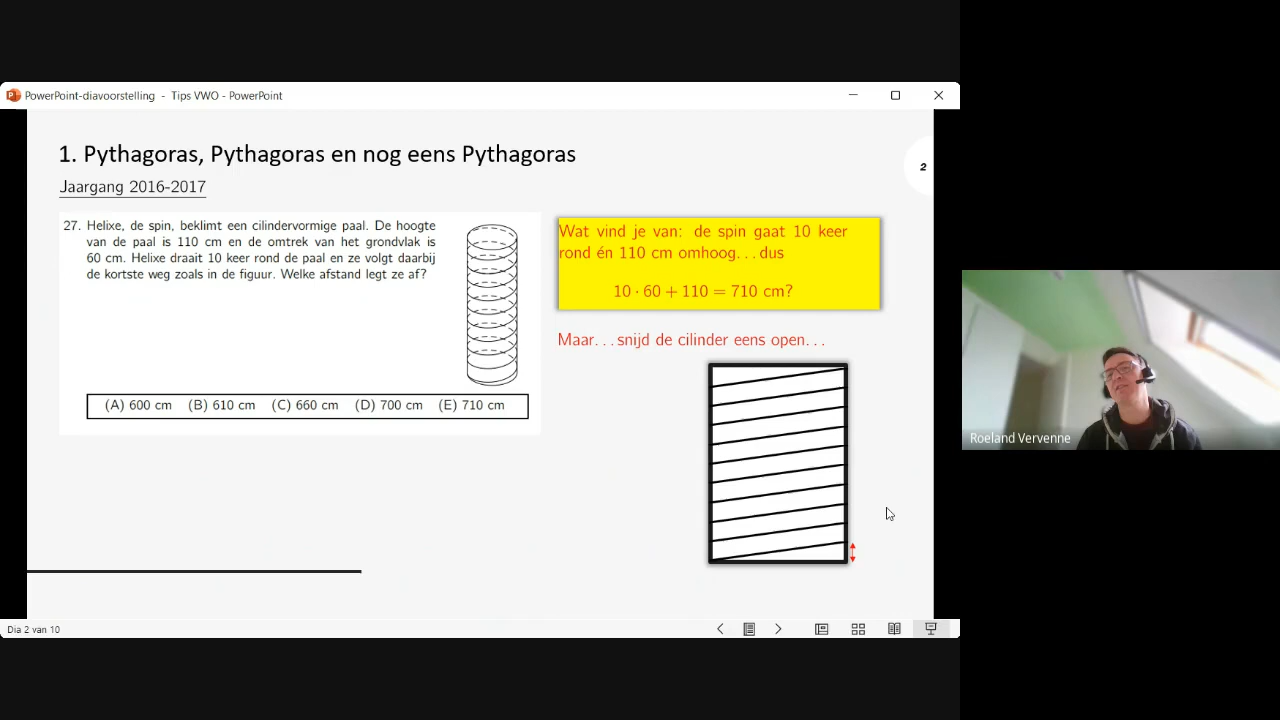 PowerPoint-diavoorstelling - Tips VWO - PowerPoint
1. Pythagoras, Pythagoras en nog eens Pythagoras
2
Jaargang 2016-2017
27. Helixe, de spin, beklimt een cilindervormige paal. De hoogte
van de paal is 110 cm en de omtrek van het grondvlak is
60 cm. Helixe draait 10 keer rond de paal en ze volgt daarbij
de kortste weg zoals in de figuur. Welke afstand legt ze af?
(A) 600 cm (B) 610 cm (C) 660 cm (D) 700 cm (E) 710 cm
Wat vind je van: de spin gaat 10 keer
rond én 110 cm omhoog...dus
10 · 60 + 110 = 710 cm?
Maar...snijd de cilinder eens open...
Roeland Vervenne
Dia 2 van 10